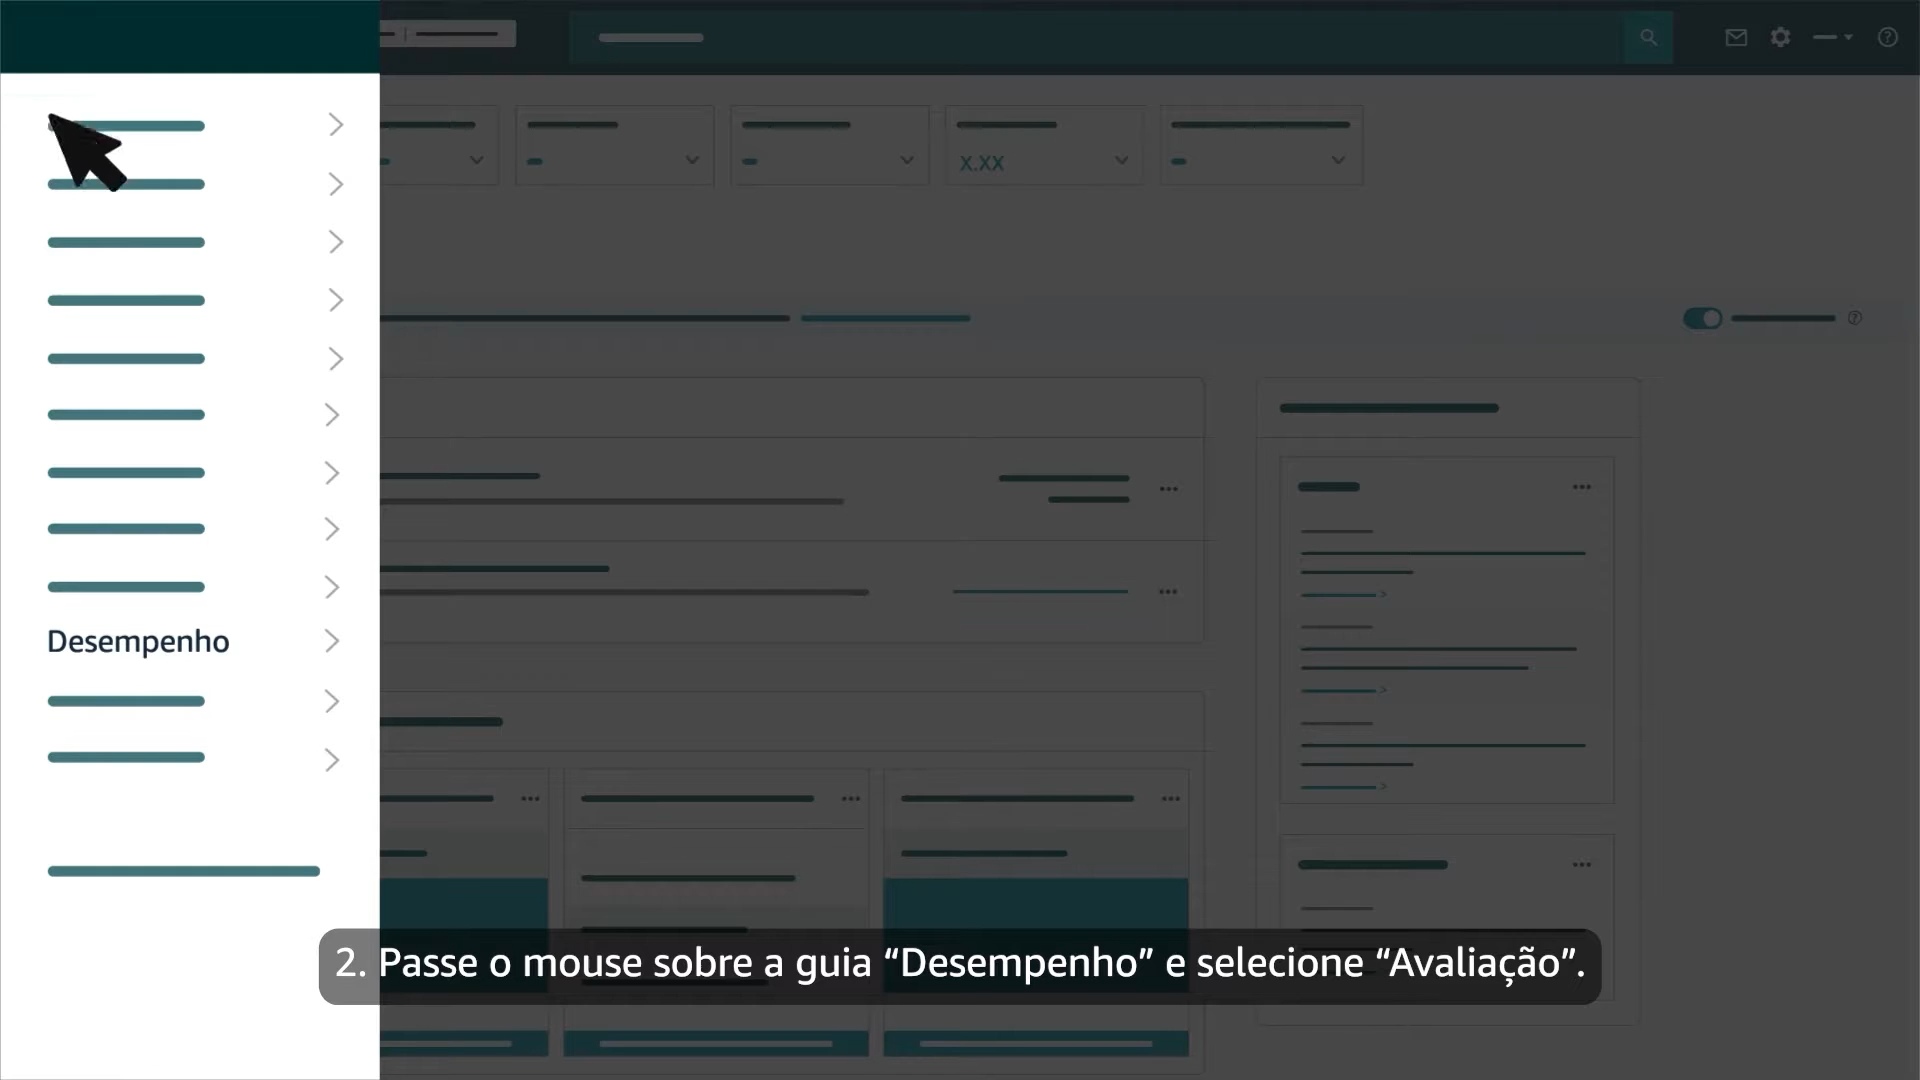 X.XX
Desempenho
2. Passe o mouse sobre a guia “Desempenho” e selecione “Avaliação”.